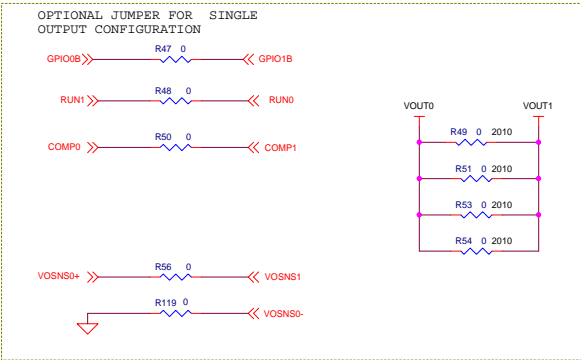 OPTIONAL JUMPER FOR SINGLE
OUTPUT CONFIGURATION
R47 0
GPIO0B GPIO1B
R48 0
RUN1 RUN0
R50 0
COMP0 COMP1
R56 0
VOSNS0+ VOSNS1
R119 0
VOSNS0-
VOUT0 VOUT1
R49 0 2010
R51 0 2010
R53 0 2010
R54 0 2010